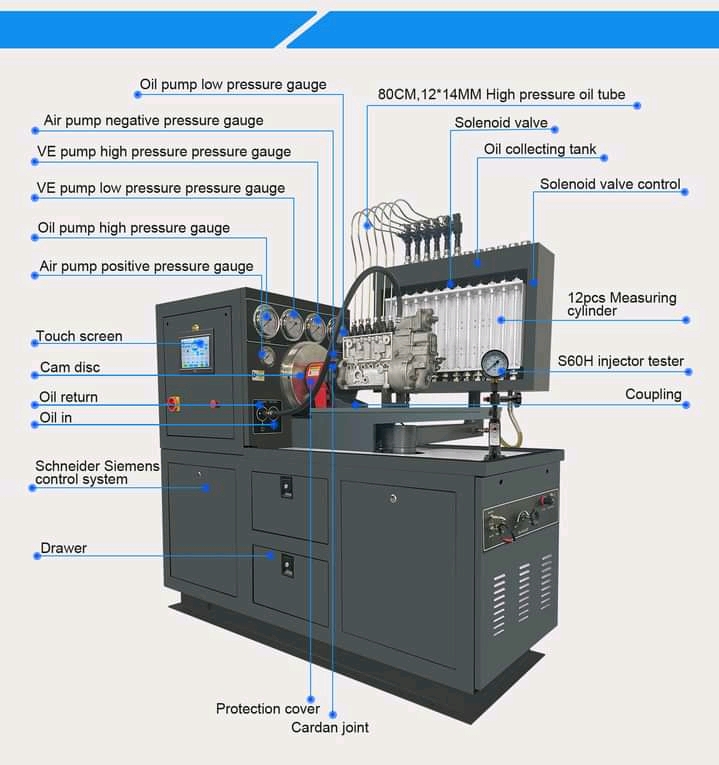 Oil pump low pressure gauge
80CM,12*14MM High pressure oil tube
Air pump negative pressure gauge
Solenoid valve
VE pump high pressure pressure gauge
Oil collecting tank
VE pump low pressure pressure gauge
Solenoid valve control
Oil pump high pressure gauge
Air pump positive pressure gauge
12pcs Measuring
cylinder
Touch screen
S60H injector tester
Cam disc
Coupling
Oil return
Oil in
Schneider Siemens
control system
Drawer
Protection cover
Cardan joint